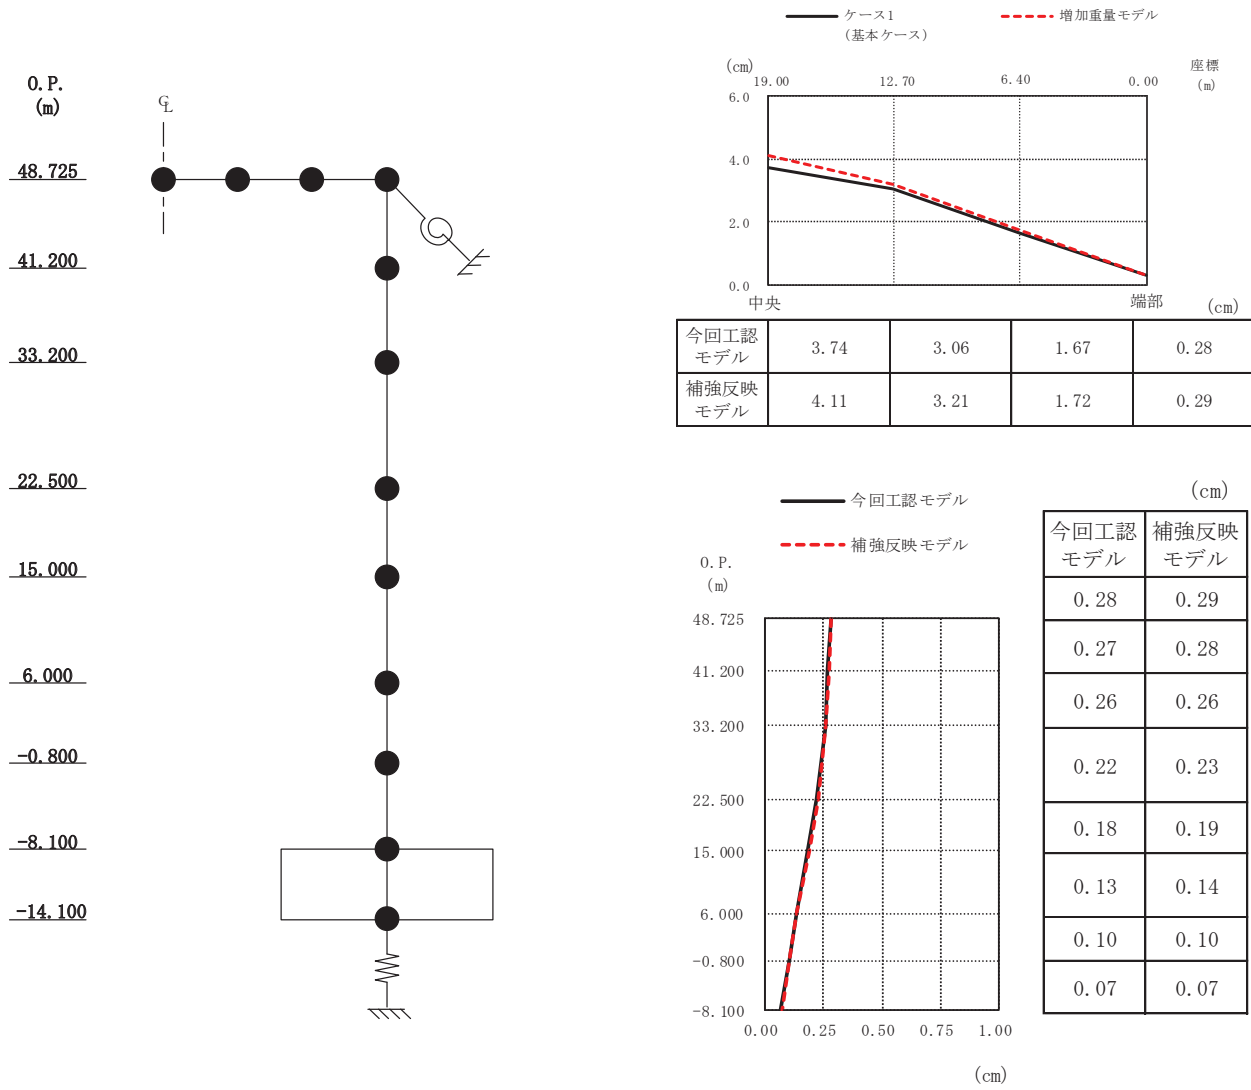 O.P.
(m)
℄
48.725
41.200
33.200
22.500
15.000
6.000
-0.800
-8.100
-14.100
ケース1
(基本ケース)
増加重量モデル
(cm)
19.00 12.70 6.40 0.00
座標
(m)
6.0
4.0
2.0
0.0
中央 端部 (cm)
今回工認
モデル
3.74 3.06 1.67 0.28
補強反映
モデル
4.11 3.21 1.72 0.29
今回工認モデル
補強反映モデル
O.P.
(m)
48.725
41.200
33.200
22.500
15.000
6.000
-0.800
-8.100
0.00 0.25 0.50 0.75 1.00
(cm)
(cm)
今回工認
モデル
補強反映
モデル
0.28 0.29
0.27 0.28
0.26 0.26
0.22 0.23
0.18 0.19
0.13 0.14
0.10 0.10
0.07 0.07